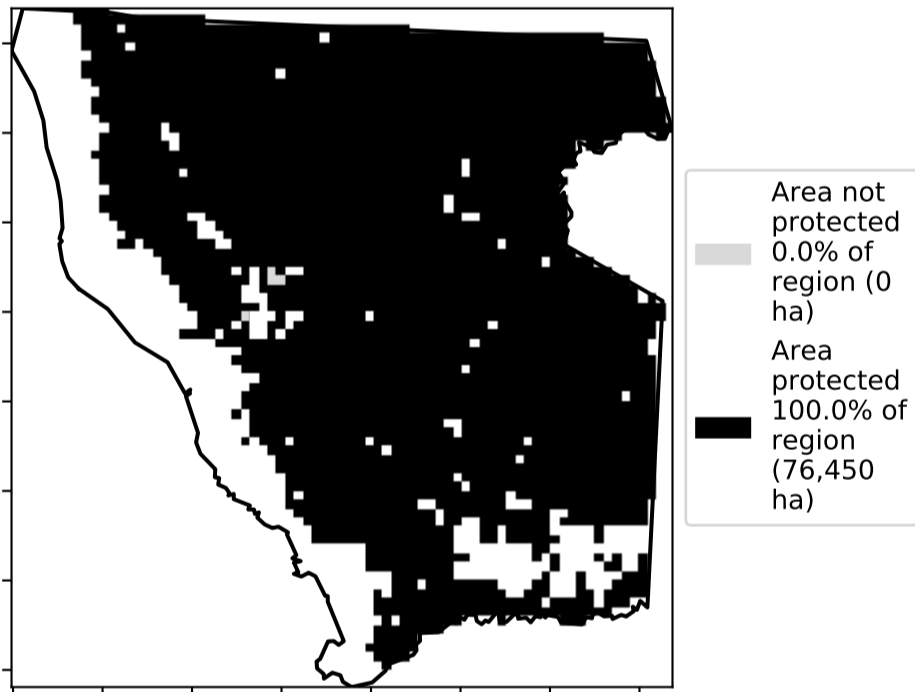 Area not
protected
0.0% of
region (0
ha)
Area
protected
100.0% of
region
(76,450
ha)